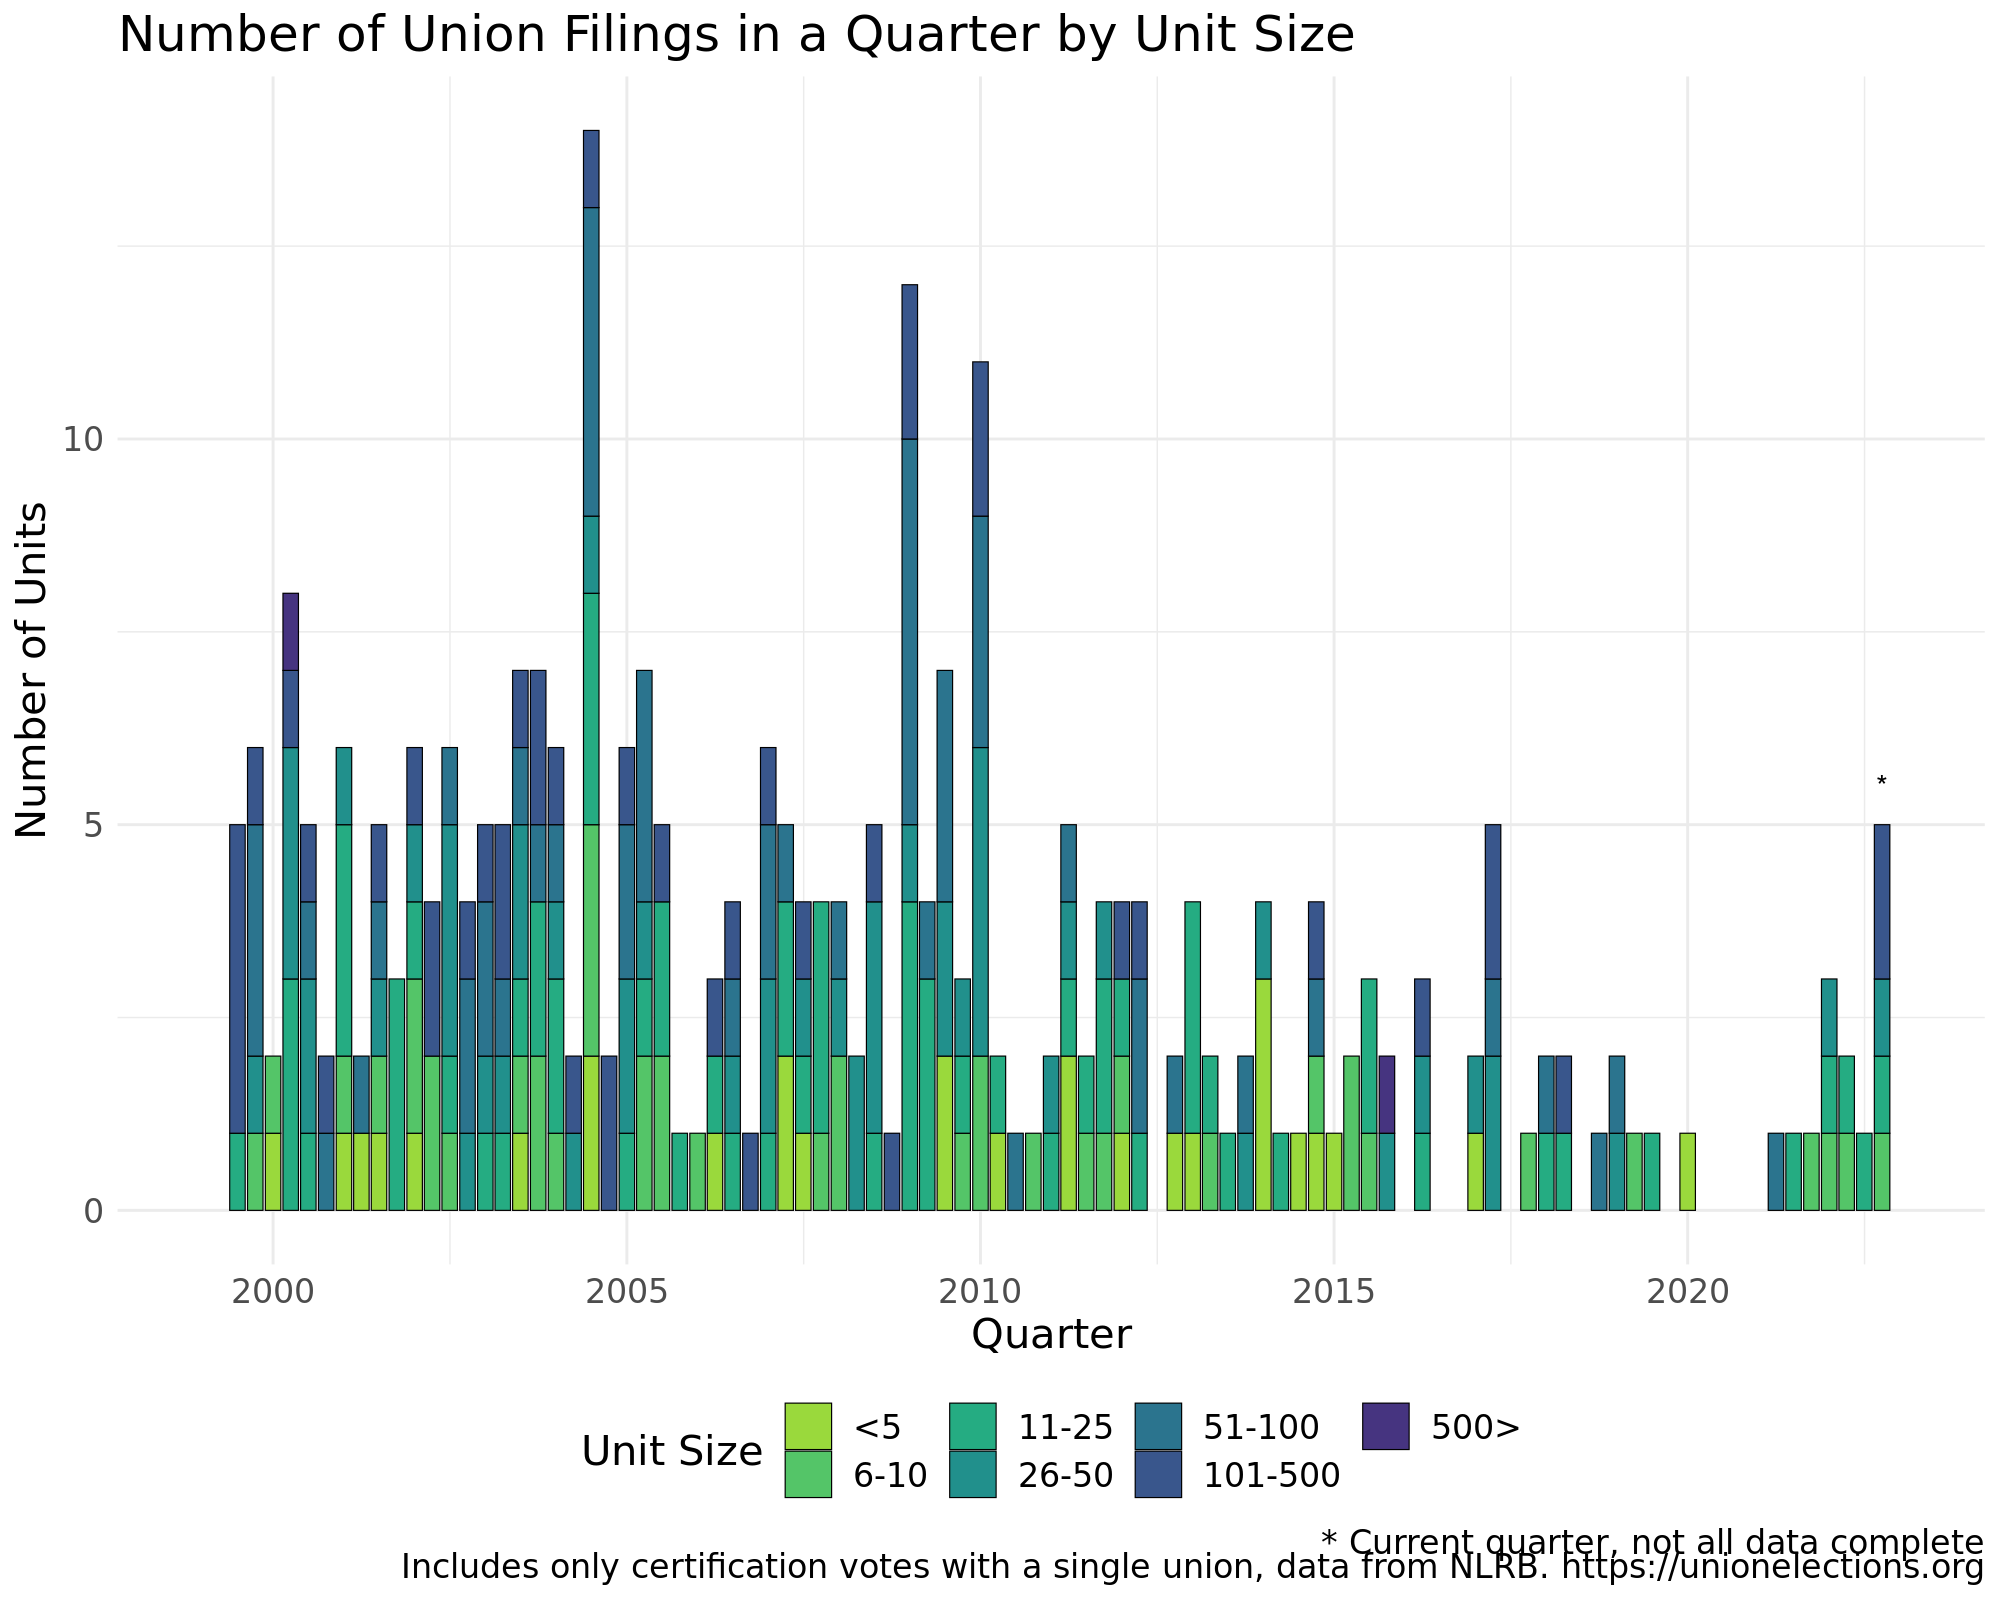 Number of Union Filings in a Quarter by Unit Size
Number of Units
10
5
0
*
2000 2005 2010 2015 2020
Quarter
Unit Size
<5 11-25 51-100 500>
6-10 26-50 101-500
* Current quarter, not all data complete
Includes only certification votes with a single union, data from NLRB. https://unionelections.org